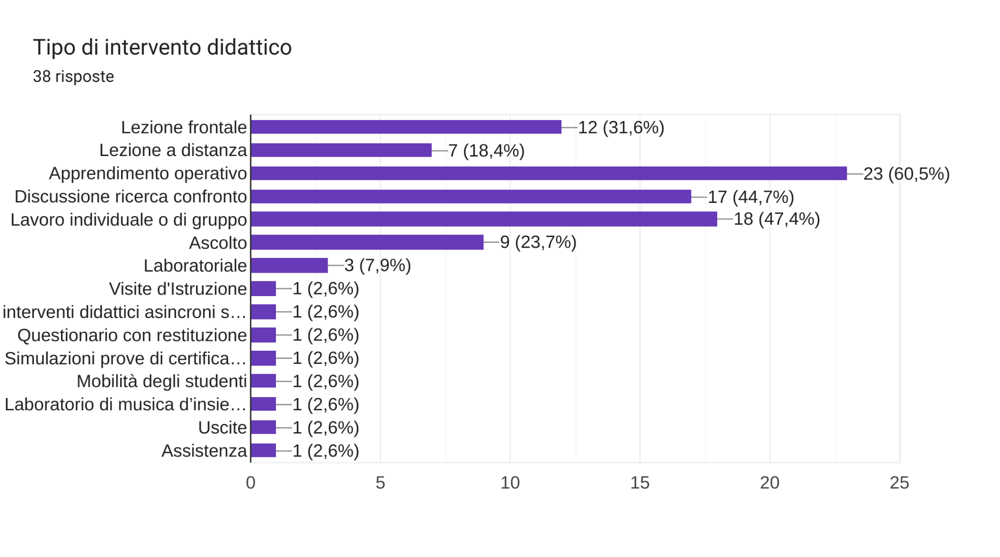 Tipo di intervento didattico
38 risposte
Lezione frontale 12 (31,6%)
Lezione a distanza 7 (18,4%)
Apprendimento operativo 23 (60,5%)
Discussione ricerca confronto 17 (44,7%)
Lavoro individuale o di gruppo 18 (47,4%)
Ascolto 9 (23,7%)
Laboratoriale 3 (7,9%)
Visite d'Istruzione 1 (2,6%)
interventi didattici asincroni s… 1 (2,6%)
Questionario con restituzione 1 (2,6%)
Simulazioni prove di certifica… 1 (2,6%)
Mobilità degli studenti 1 (2,6%)
Laboratorio di musica d’insie… 1 (2,6%)
Uscite 1 (2,6%)
Assistenza 1 (2,6%)
0 5 10 15 20 25